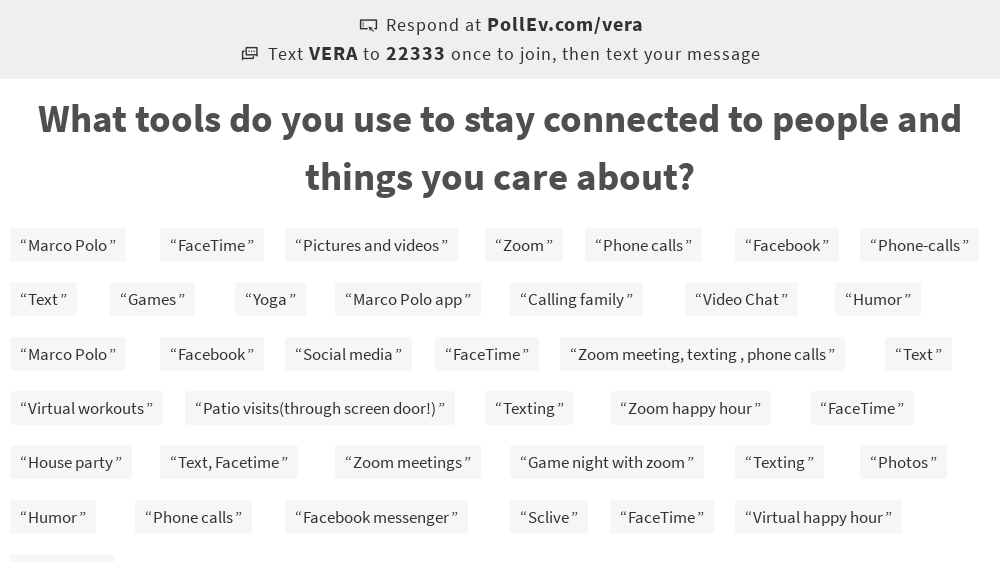 Respond at PollEv.com/vera
Text VERA to 22333 once to join, then text your message
What tools do you use to stay connected to people and
things you care about?
“Marco Polo” “FaceTime” “Pictures and videos” “Zoom” “Phone calls” “Facebook” “Phone-calls”
“Text” “Games” “Yoga” “Marco Polo app” “Calling family” “Video Chat” “Humor”
“Marco Polo” “Facebook” “Social media” “FaceTime” “Zoom meeting, texting , phone calls” “Text”
“Virtual workouts” “Patio visits(through screen door!)” “Texting” “Zoom happy hour” “FaceTime”
“House party” “Text, Facetime” “Zoom meetings” “Game night with zoom” “Texting” “Photos”
“Humor” “Phone calls” “Facebook messenger” “Sclive” “FaceTime” “Virtual happy hour”